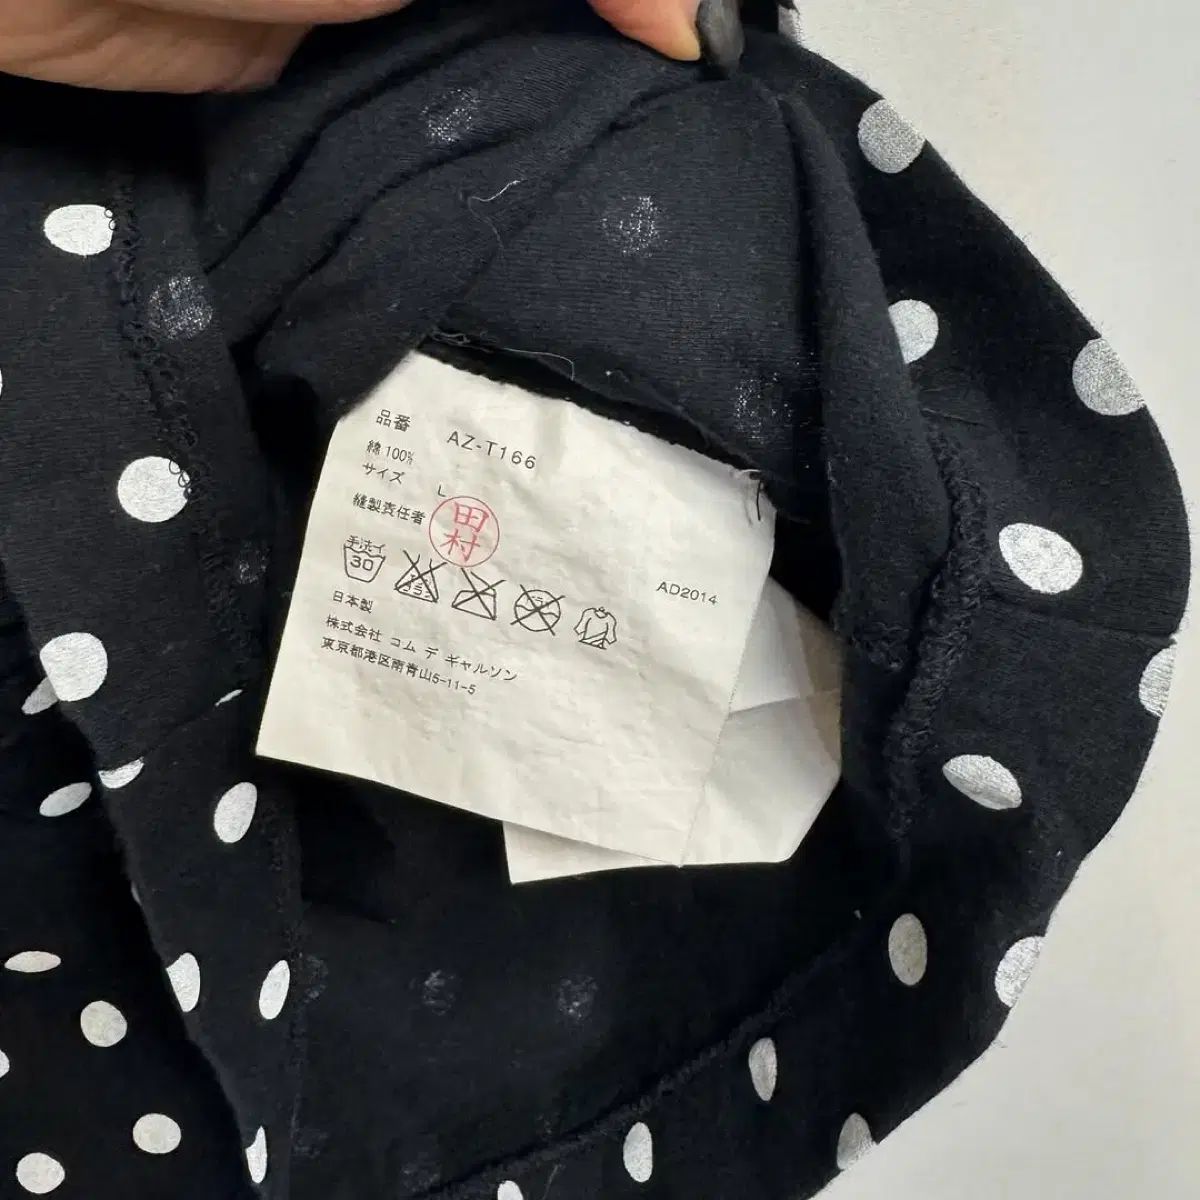 品番 AZ-T166
綿 100%
サイズ L
縫製責任者 田村
手洗イ
30
AD2014
日本製
株式会社 コム デ ギャルソン
東京都港区南青山5-11-5